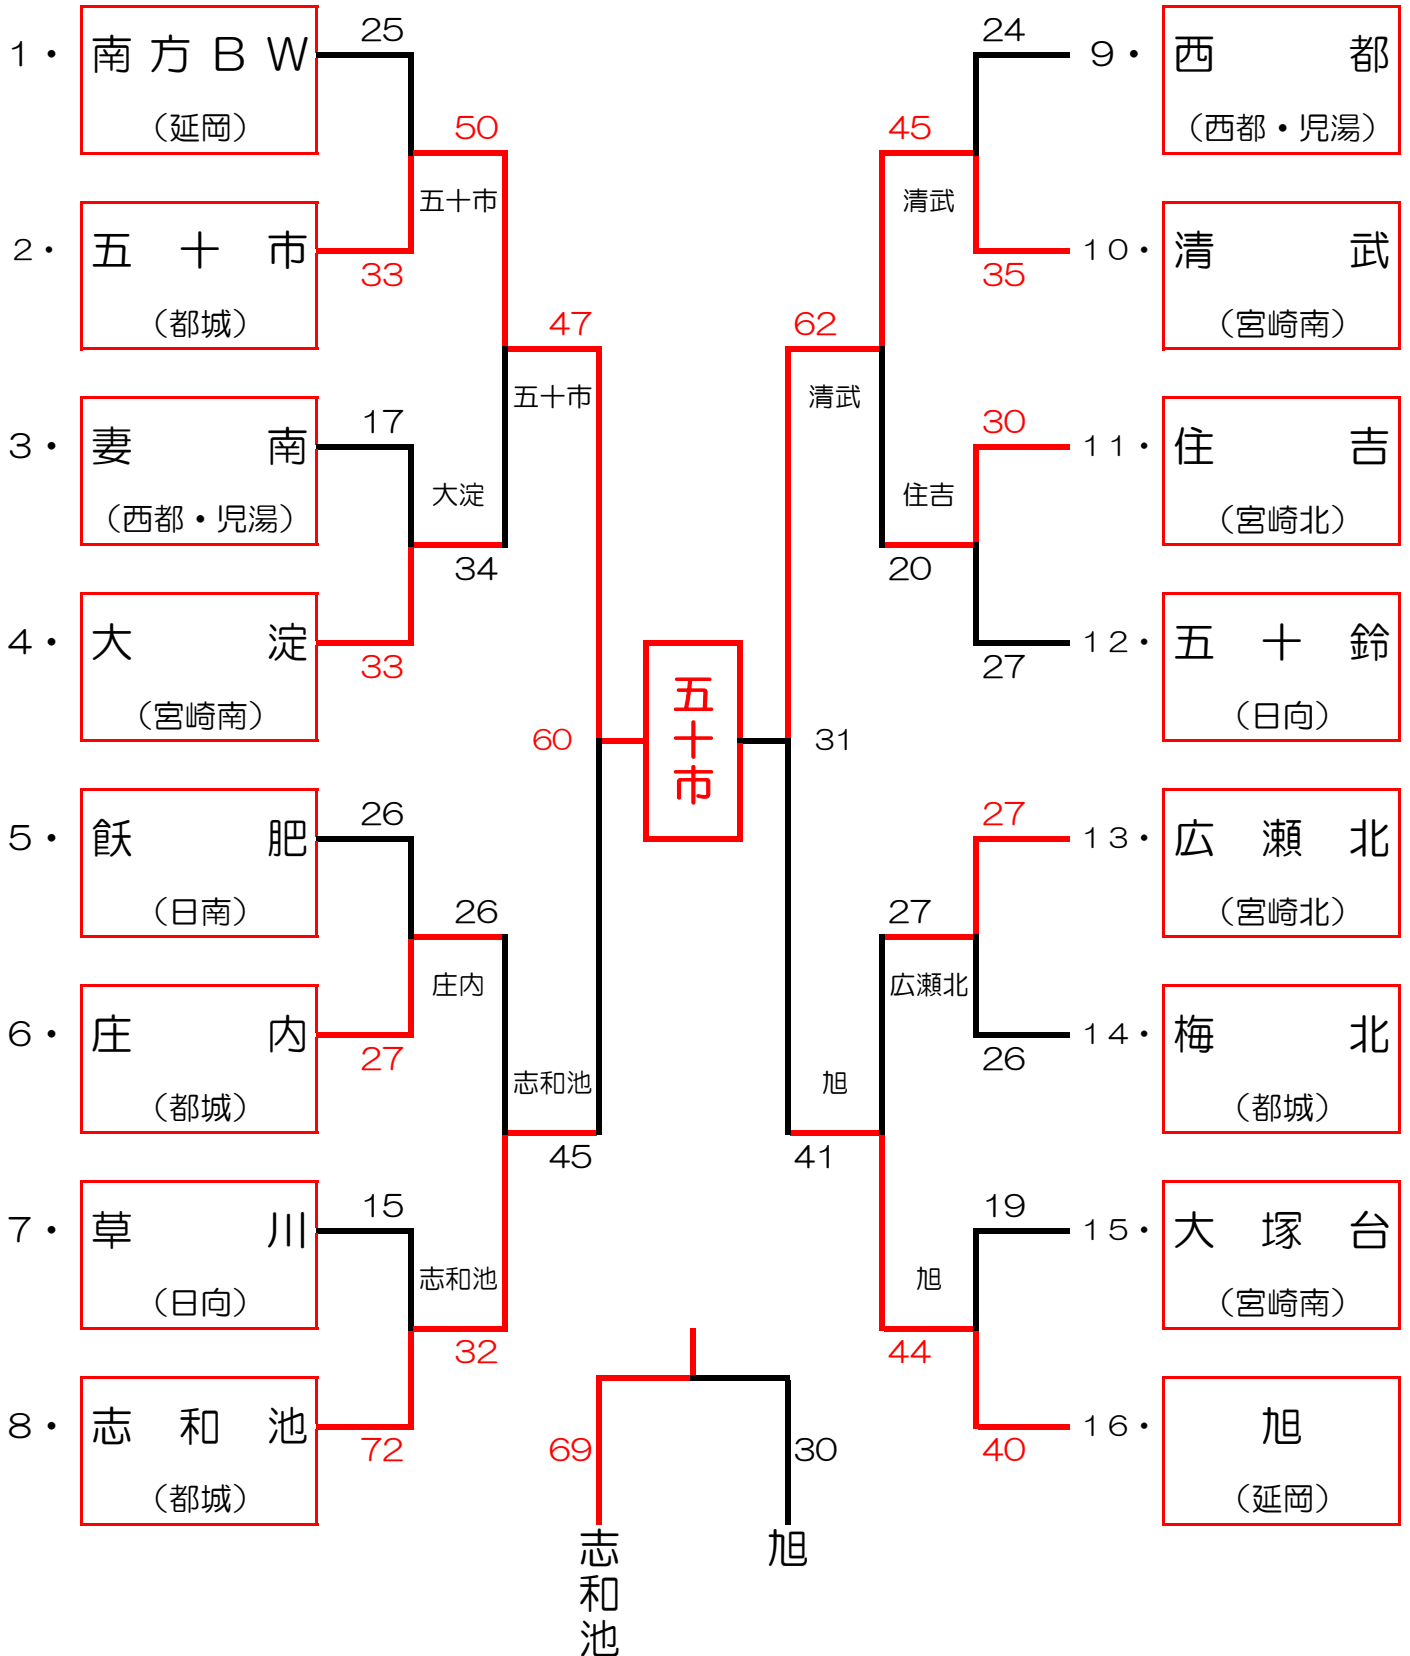 1・ 南方ＢＷ
（延岡）
2・ 五十市
（都城）
3・ 妻南
（西都・児湯）
4・ 大淀
（宮崎南）
5・ 飫肥
（日南）
6・ 庄内
（都城）
7・ 草川
（日向）
8・ 志和池
（都城）
25
33
17
33
26
27
15
72
50
五十市
大淀
34
26
庄内
志和池
32
47
五十市
志和池
45
60
五十市
31
62
清武
旭
41
45
清武
住吉
20
27
広瀬北
旭
44
24
35
30
27
27
26
19
40
9・ 西都
（西都・児湯）
10・ 清武
（宮崎南）
11・ 住吉
（宮崎北）
12・ 五十鈴
（日向）
13・ 広瀬北
（宮崎北）
14・ 梅北
（都城）
15・ 大塚台
（宮崎南）
16・ 旭
（延岡）
69
30
志和池
旭